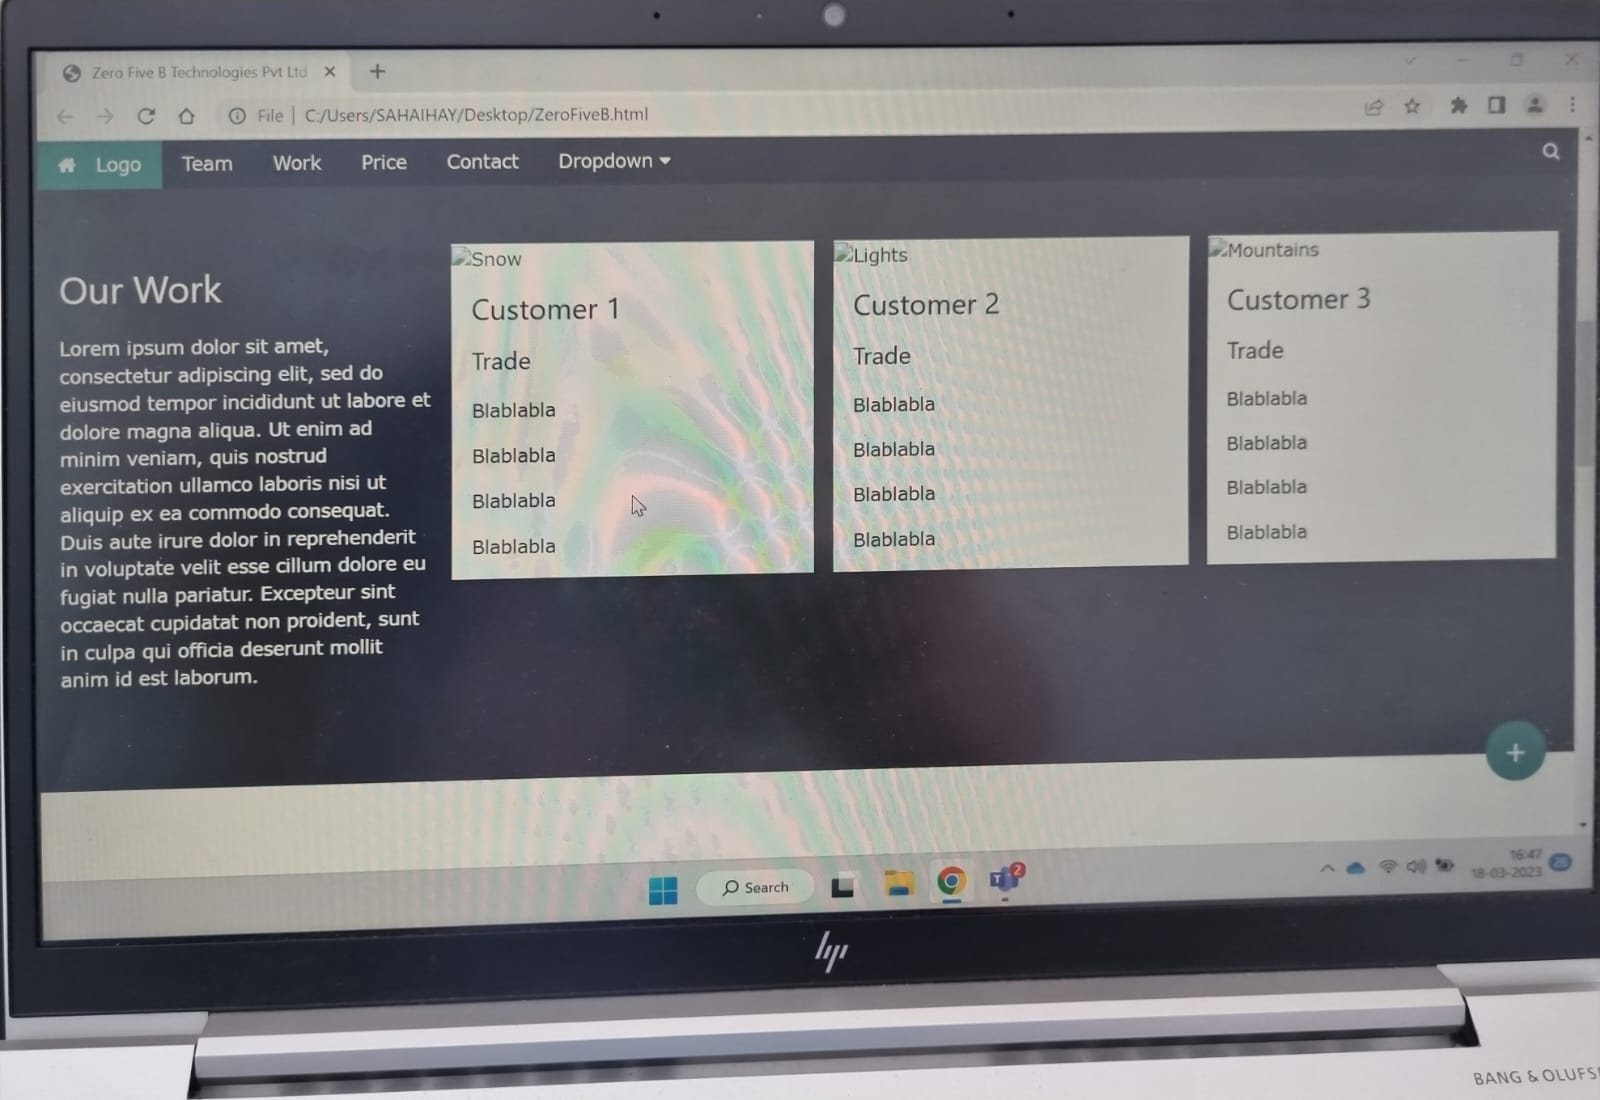 Zero Five B Technologies Pvt Ltd
File | C:/Users/SAHAIHAY/Desktop/ZeroFiveB.html
Logo Team Work Price Contact Dropdown
Our Work
Lorem ipsum dolor sit amet,
consectetur adipiscing elit, sed do
eiusmod tempor incididunt ut labore et
dolore magna aliqua. Ut enim ad
minim veniam, quis nostrud
exercitation ullamco laboris nisi ut
aliquip ex ea commodo consequat.
Duis aute irure dolor in reprehenderit
in voluptate velit esse cillum dolore eu
fugiat nulla pariatur. Excepteur sint
occaecat cupidatat non proident, sunt
in culpa qui officia deserunt mollit
anim id est laborum.
Snow
Customer 1
Trade
Blablabla
Blablabla
Blablabla
Blablabla
Lights
Customer 2
Trade
Blablabla
Blablabla
Blablabla
Blablabla
Mountains
Customer 3
Trade
Blablabla
Blablabla
Blablabla
Blablabla
+
Search
T
2
16:47
18-03-2023
hp
BANG & OLUFS